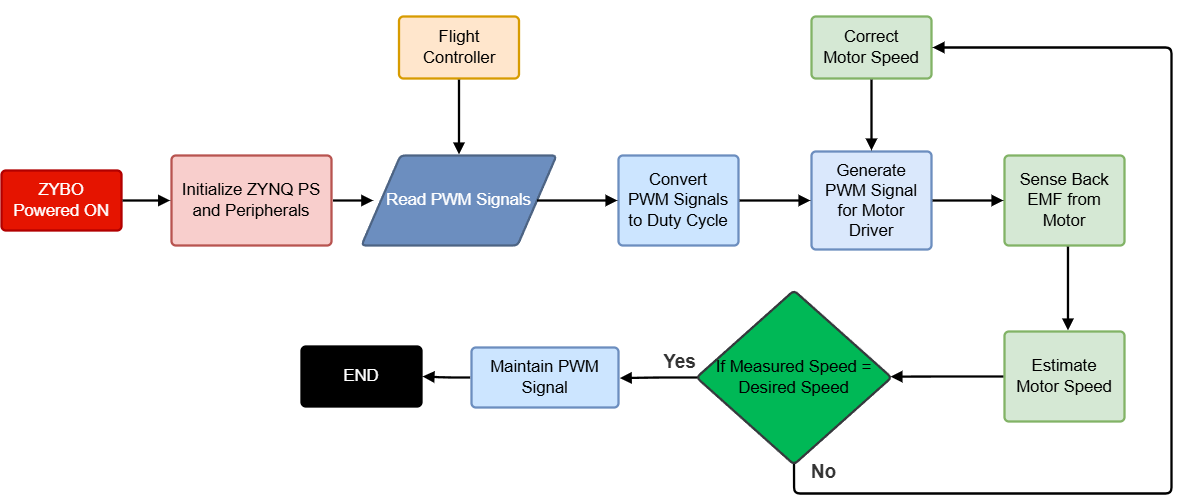 Flight
Controller
Correct
Motor Speed
ZYBO
Powered ON
Initialize ZYNQ PS
and Peripherals
Read PWM Signals
Convert
PWM Signals
to Duty Cycle
Generate
PWM Signal
for Motor
Driver
Sense Back
EMF from
Motor
Estimate
Motor Speed
If Measured Speed =
Desired Speed
Yes
No
Maintain PWM
Signal
END